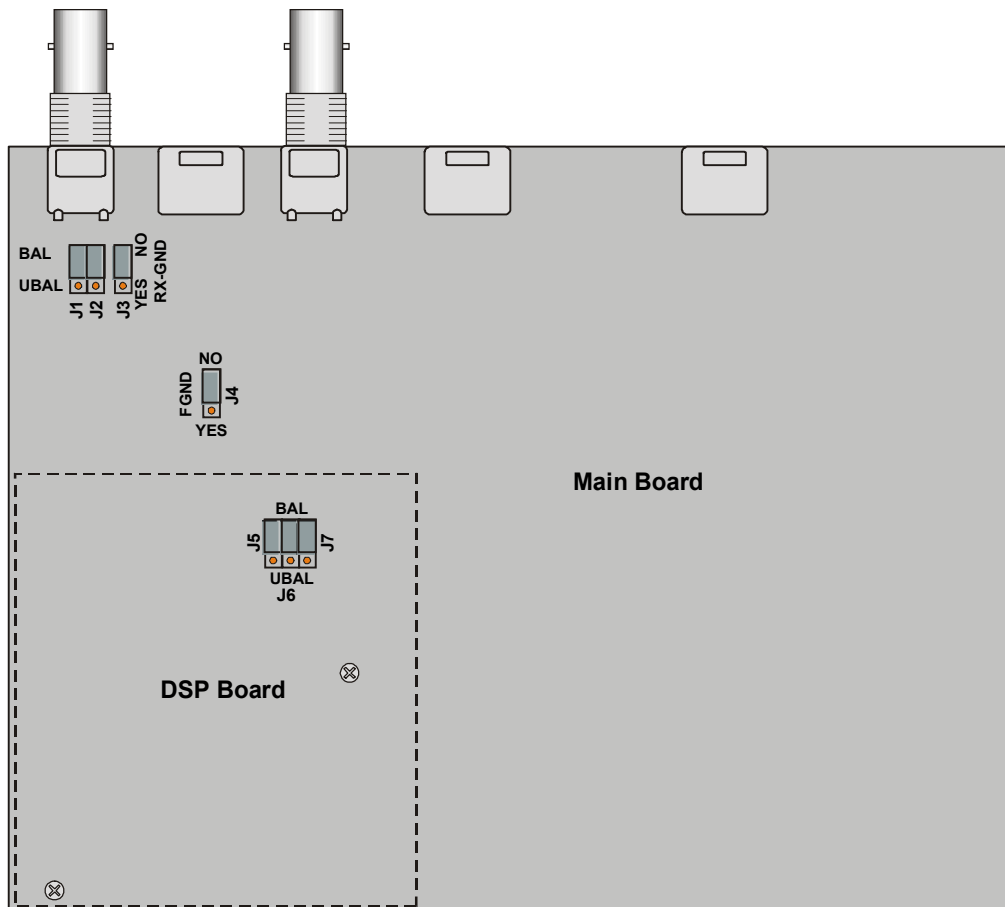 BAL
UBAL
J1
J2
J3
YES
NO
RX-GND
NO
FGND
J4
YES
Main Board
BAL
J5
J7
UBAL
J6
DSP Board